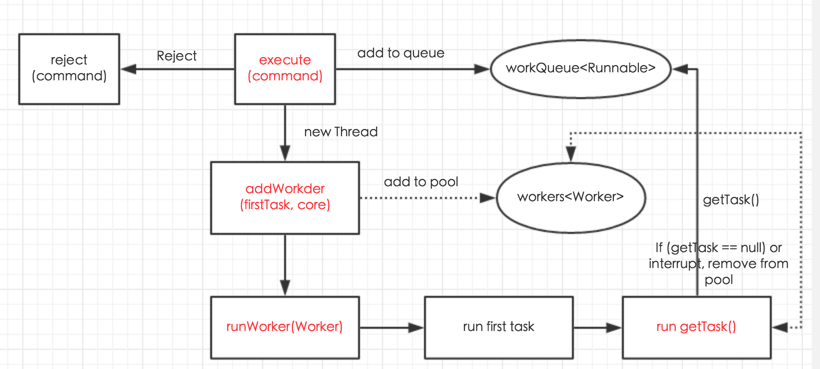 reject
(command)
Reject
execute
(command)
add to queue
workQueue<Runnable>
new Thread
addWorkder
(firstTask, core)
add to pool
workers<Worker>
getTask()
If (getTask == null) or
interrupt, remove from
pool
runWorker(Worker)
run first task
run getTask()